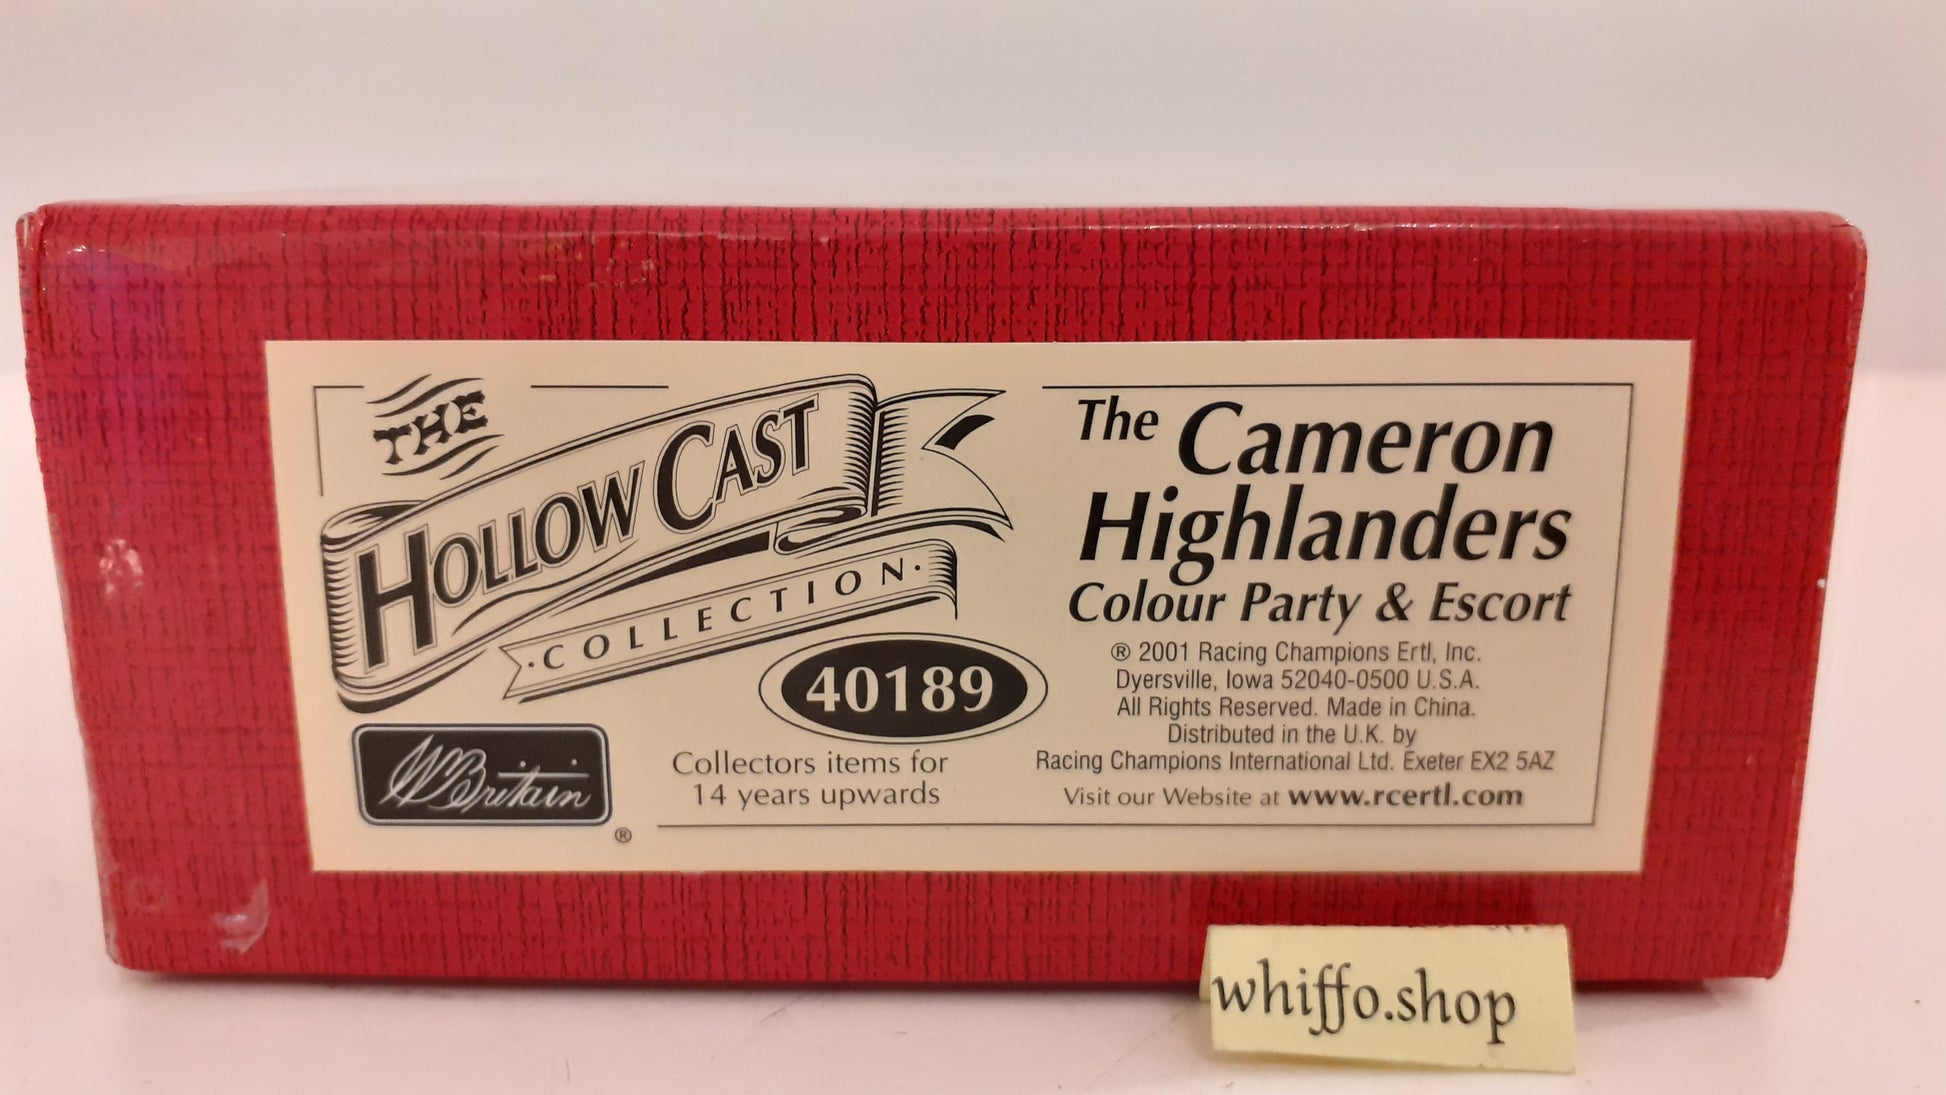 THE
HOLLOW CAST
·COLLECTION·
40189
W Britain
®
Collectors items for
14 years upwards
The Cameron
Highlanders
Colour Party & Escort
® 2001 Racing Champions Ertl, Inc.
Dyersville, Iowa 52040-0500 U.S.A.
All Rights Reserved. Made in China.
Distributed in the U.K. by
Racing Champions International Ltd. Exeter EX2 5AZ
Visit our Website at www.rcertl.com
whiffo.shop